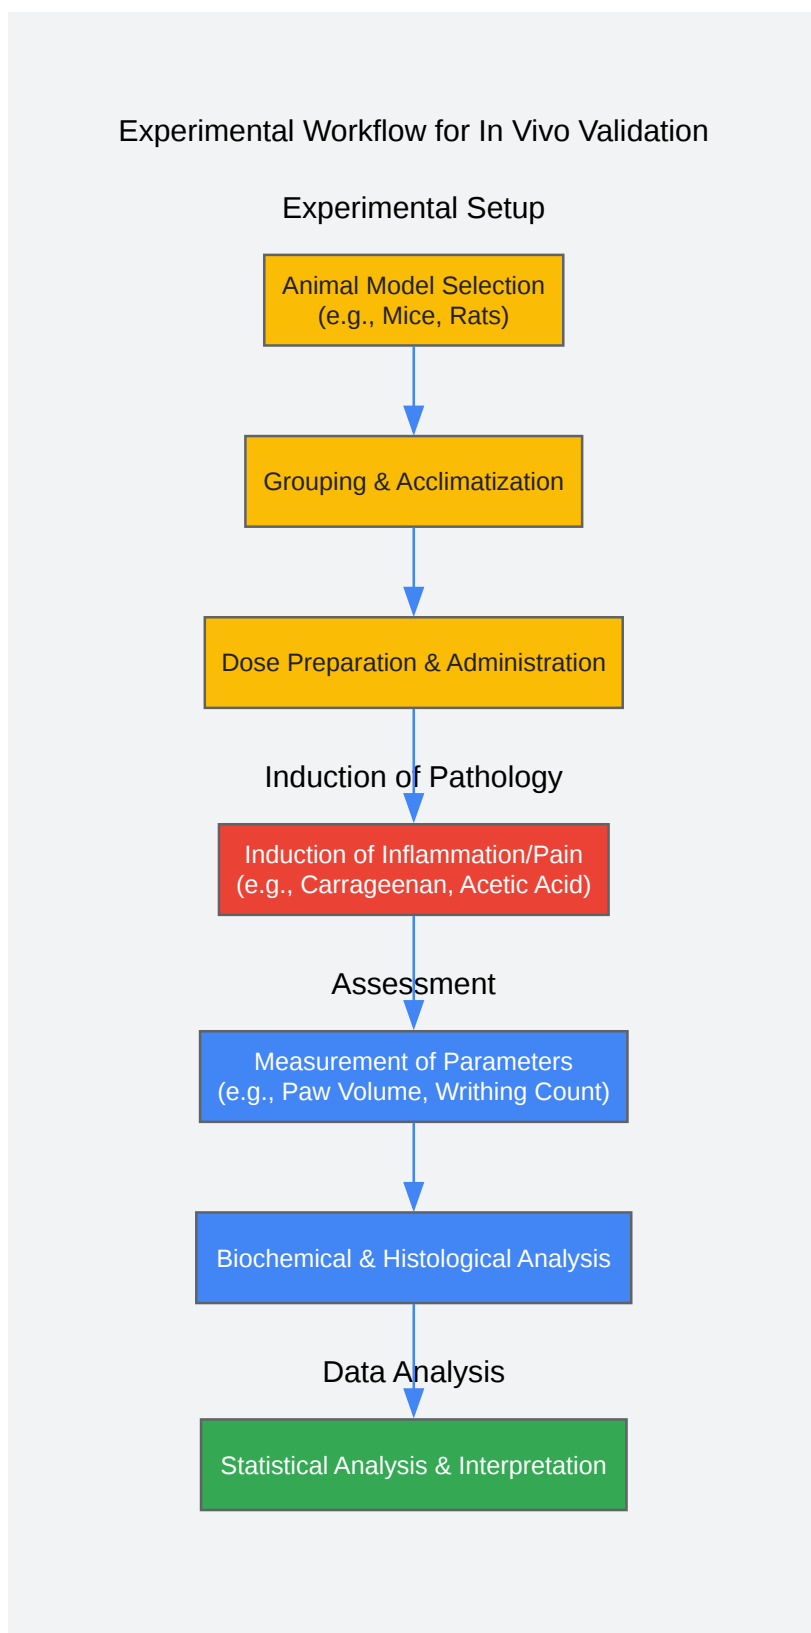 Experimental Workflow for In Vivo Validation
Experimental Setup
Animal Model Selection
(e.g., Mice, Rats)
Grouping & Acclimatization
Dose Preparation & Administration
Induction of Pathology
Induction of Inflammation/Pain
(e.g., Carrageenan, Acetic Acid)
Assessment
Measurement of Parameters
(e.g., Paw Volume, Writhing Count)
Biochemical & Histological Analysis
Data Analysis
Statistical Analysis & Interpretation